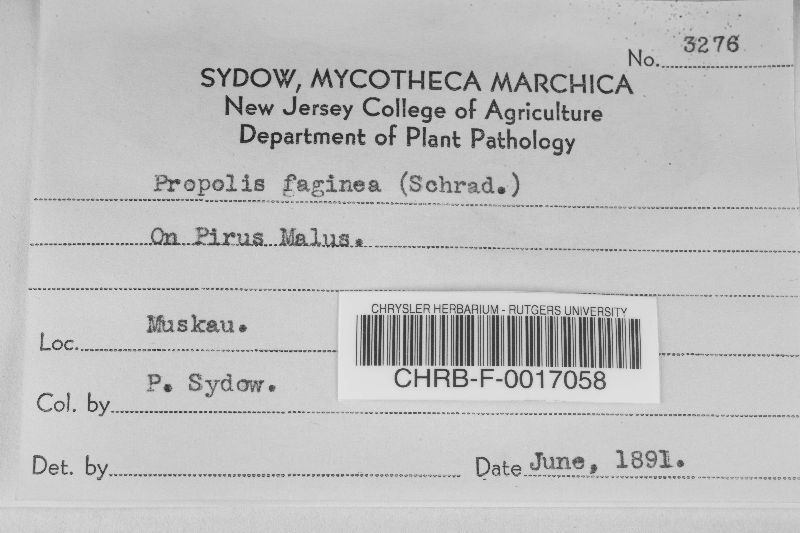 No. 3276
SYDOW, MYCOTHECA MARCHICA
New Jersey College of Agriculture
Department of Plant Pathology
Propolis faginea (Schrad.)
On Pirus Malus.
Loc. Muskau.
CHRYSLER HERBARIUM - RUTGERS UNIVERSITY
CHRB-F-0017058
Col. by P. Sydow.
Det. by
Date June, 1891.